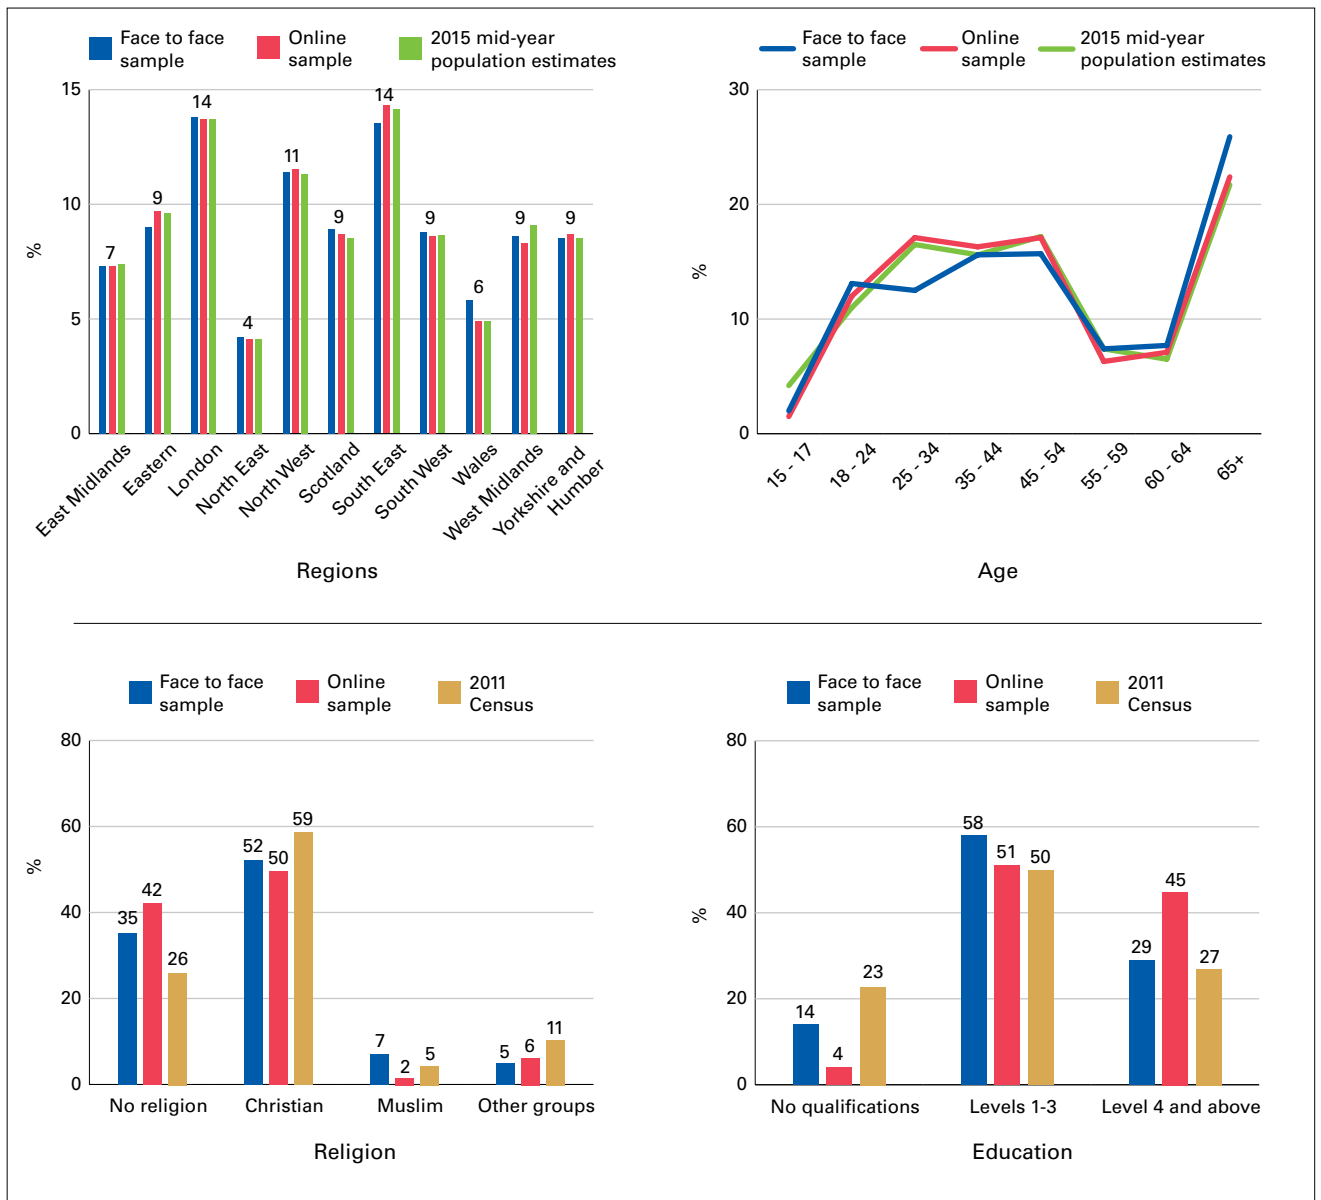 Face to face
sample
Online
sample
2015 mid-year
population estimates
15
10
5
0
%
7
9
14
4
11
9
14
9
6
9
9
East Midlands
Eastern
London
North East
North West
Scotland
South East
South West
Wales
West Midlands
Yorkshire and
Humber
Regions
Face to face
sample
Online
sample
2015 mid-year
population estimates
30
20
10
0
%
15 - 17
18 - 24
25 - 34
35 - 44
45 - 54
55 - 59
60 - 64
65+
Age
Face to face
sample
Online
sample
2011
Census
80
60
40
20
0
%
35
42
26
52
50
59
7
2
5
5
6
11
No religion
Christian
Muslim
Other groups
Religion
Face to face
sample
Online
sample
2011
Census
80
60
40
20
0
%
14
4
23
58
51
50
29
45
27
No qualifications
Levels 1-3
Level 4 and above
Education